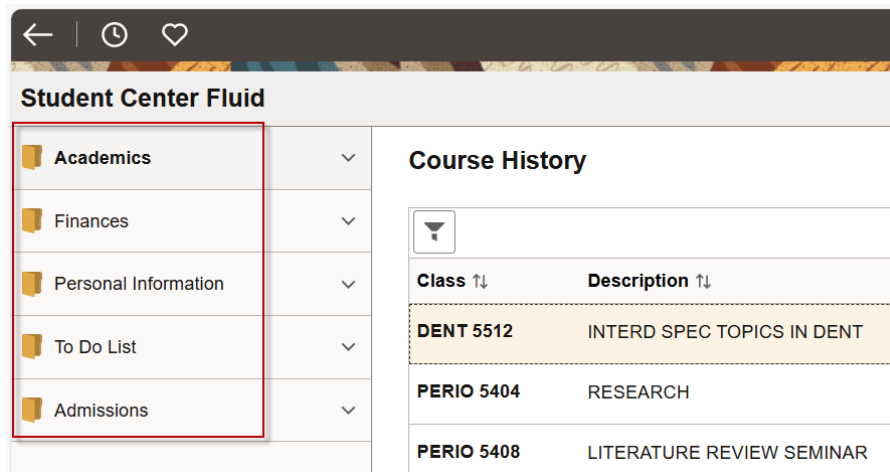 Student Center Fluid
Academics
Finances
Personal Information
To Do List
Admissions
Course History
Class Description
DENT 5512 INTERD SPEC TOPICS IN DENT
PERIO 5404 RESEARCH
PERIO 5408 LITERATURE REVIEW SEMINAR